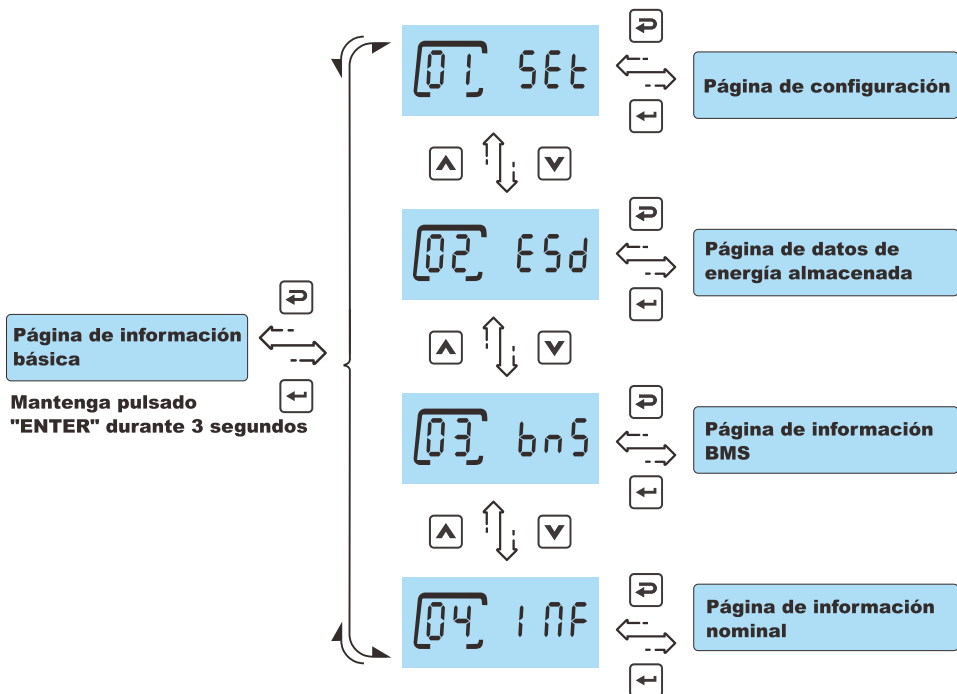 01 SEt
Página de configuración
02 ESd
Página de datos de
energía almacenada
Página de información
básica
Mantenga pulsado
"ENTER" durante 3 segundos
03 bnS
Página de información
BMS
04 INF
Página de información
nominal